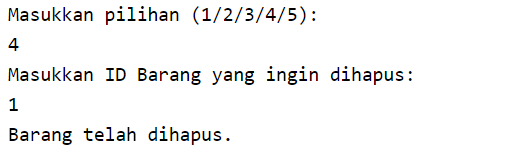 Masukkan pilihan (1/2/3/4/5):
4
Masukkan ID Barang yang ingin dihapus:
1
Barang telah dihapus.